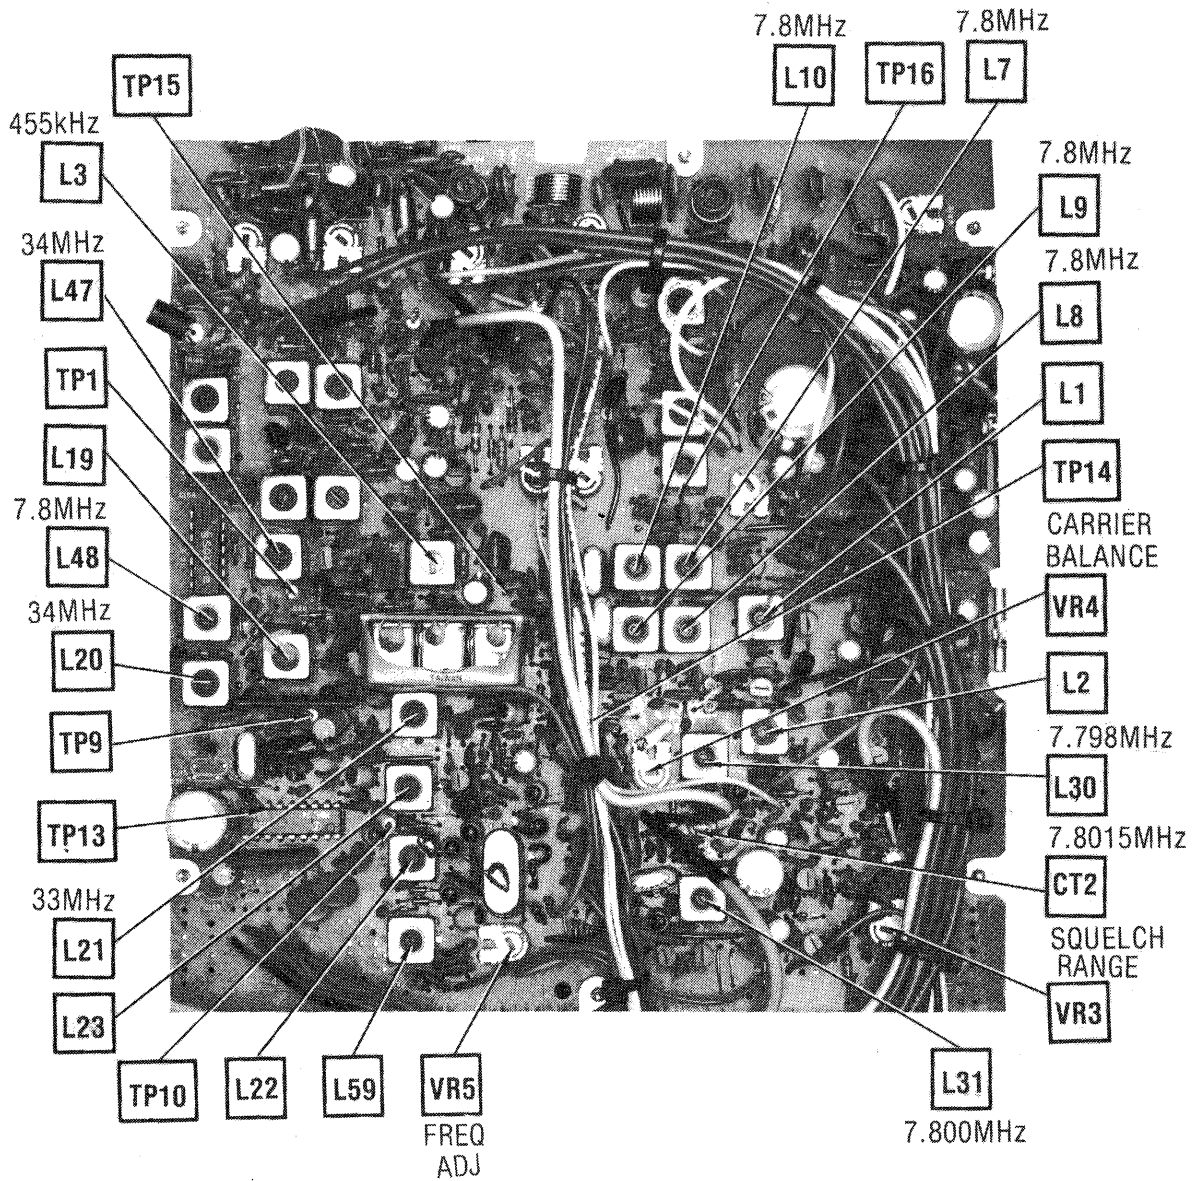 7.8MHz
L10
TP16
7.8MHz
L7
TP15
455kHz
L3
34MHz
L47
TP1
L19
7.8MHz
L48
34MHz
L20
TP9
TP13
33MHz
L21
L23
TP10
L22
L59
VR5
FREQ
ADJ
7.8MHz
L9
7.8MHz
L8
L1
TP14
CARRIER
BALANCE
VR4
L2
7.798MHz
L30
7.8015MHz
CT2
SQUELCH
RANGE
VR3
L31
7.800MHz